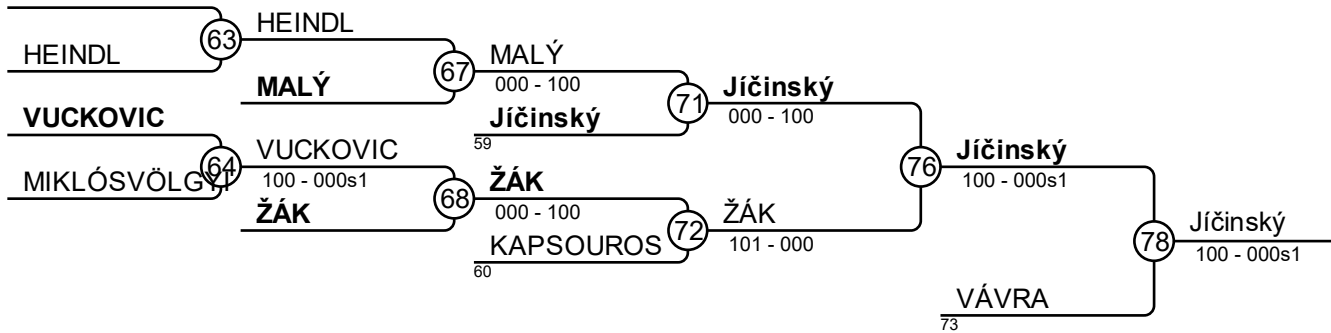 63
HEINDL
HEINDL
67
MALÝ
000 - 100
MALÝ
71
Jíčinský
000 - 100
Jíčinský
59
VUCKOVIC
64
VUCKOVIC
100 - 000s1
MIKLÓSVÖLGYI
76
Jíčinský
100 - 000s1
68
ŽÁK
000 - 100
ŽÁK
72
ŽÁK
101 - 000
KAPSOUROS
60
78
Jíčinský
100 - 000s1
VÁVRA
73